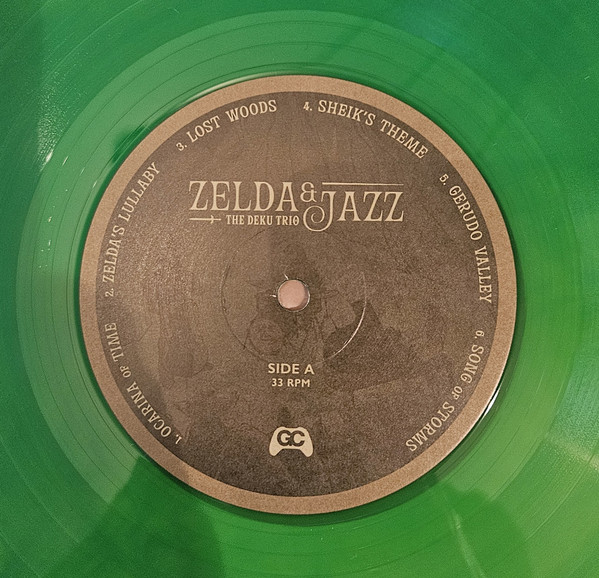 ZELDA & JAZZ
THE DEKU TRIO
1. OCARINA OF TIME
2. ZELDA'S LULLABY
3. LOST WOODS
4. SHEIK'S THEME
5. GERUDO VALLEY
6. SONG OF STORMS
SIDE A
33 RPM
GC